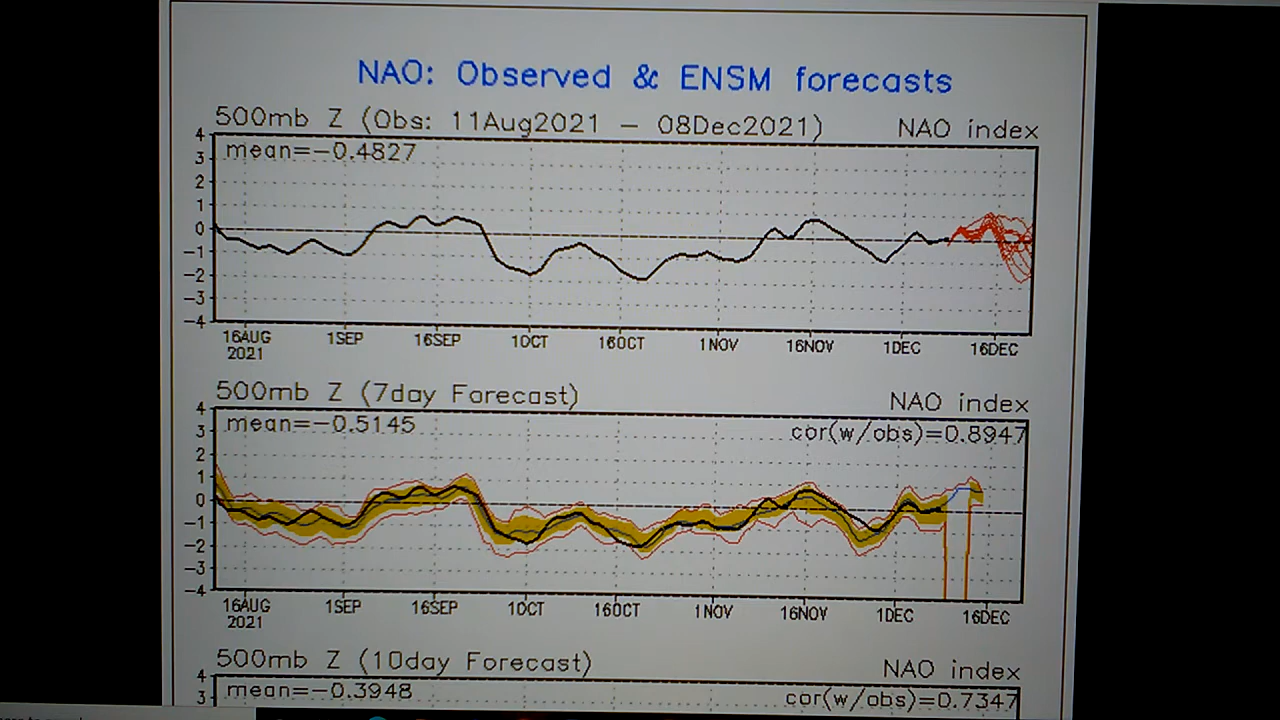 NAO: Observed & ENSM forecasts
500mb Z (Obs: 11Aug2021 – 08Dec2021) NAO index
mean=−0.4827
4
3
2
1
0
−1
−2
−3
−4
16AUG 1SEP 16SEP 1OCT 16OCT 1NOV 16NOV 1DEC 16DEC
2021
500mb Z (7day Forecast) NAO index
mean=−0.5145 cor(w/obs)=0.8947
4
3
2
1
0
−1
−2
−3
−4
16AUG 1SEP 16SEP 1OCT 16OCT 1NOV 16NOV 1DEC 16DEC
2021
500mb Z (10day Forecast) NAO index
mean=−0.3948 cor(w/obs)=0.7347
4
3